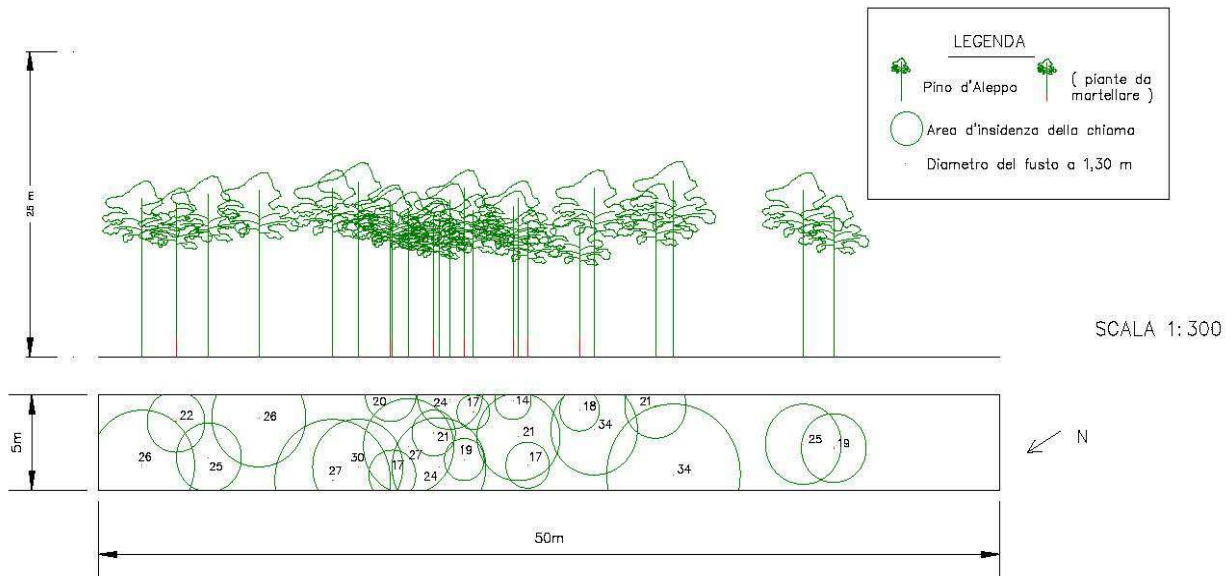 LEGENDA
Pino d'Aleppo
( piante da
martellare )
Area d'insidenza della chioma
Diametro del fusto a 1,30 m
25 m
SCALA 1:300
5m
20
24
17
14
18
21
22
26
34
26
25
21
27
19
21
25
19
27
30
17
24
17
34
N
50m